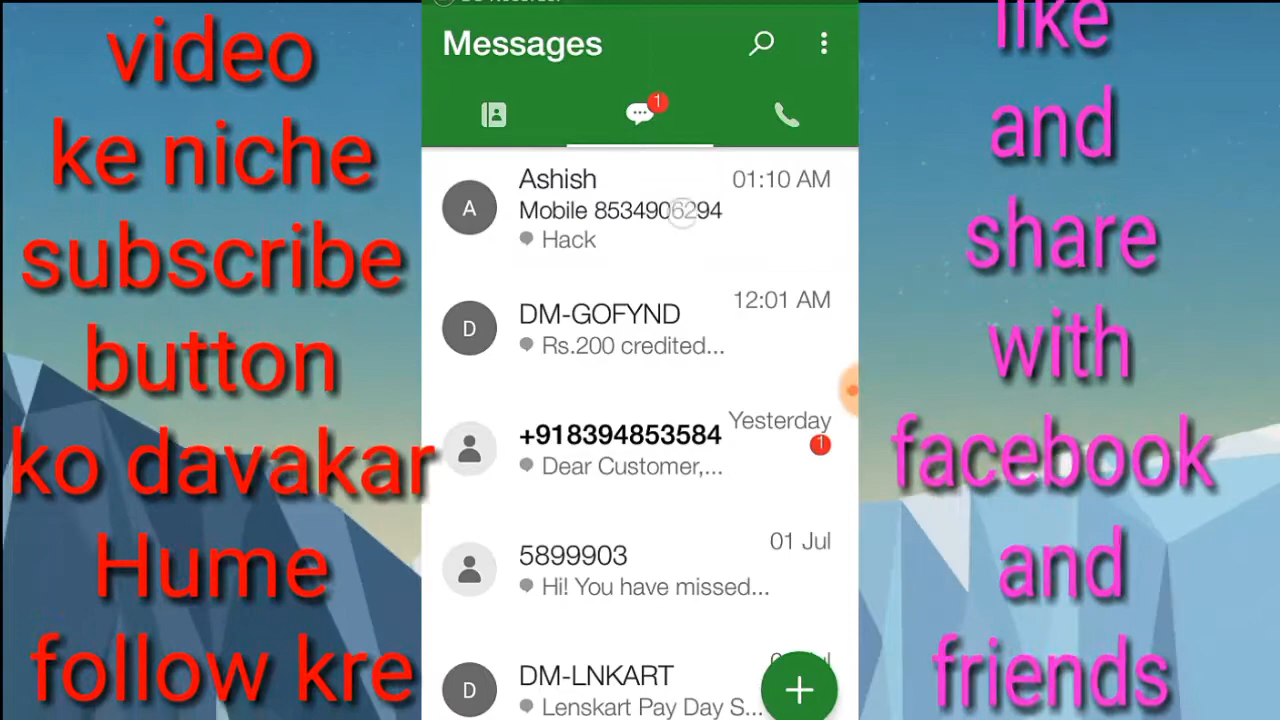 video
ke niche
subscribe
button
ko davakar
Hume
follow kre
Messages
1
Ashish
01:10 AM
Mobile 8534906294
Hack
A
DM-GOFYND
12:01 AM
Rs.200 credited...
D
+918394853584
Yesterday
Dear Customer,...
1
5899903
01 Jul
Hi! You have missed...
DM-LNKART
Lenskart Pay Day S...
D
like
and
share
with
facebook
and
friends